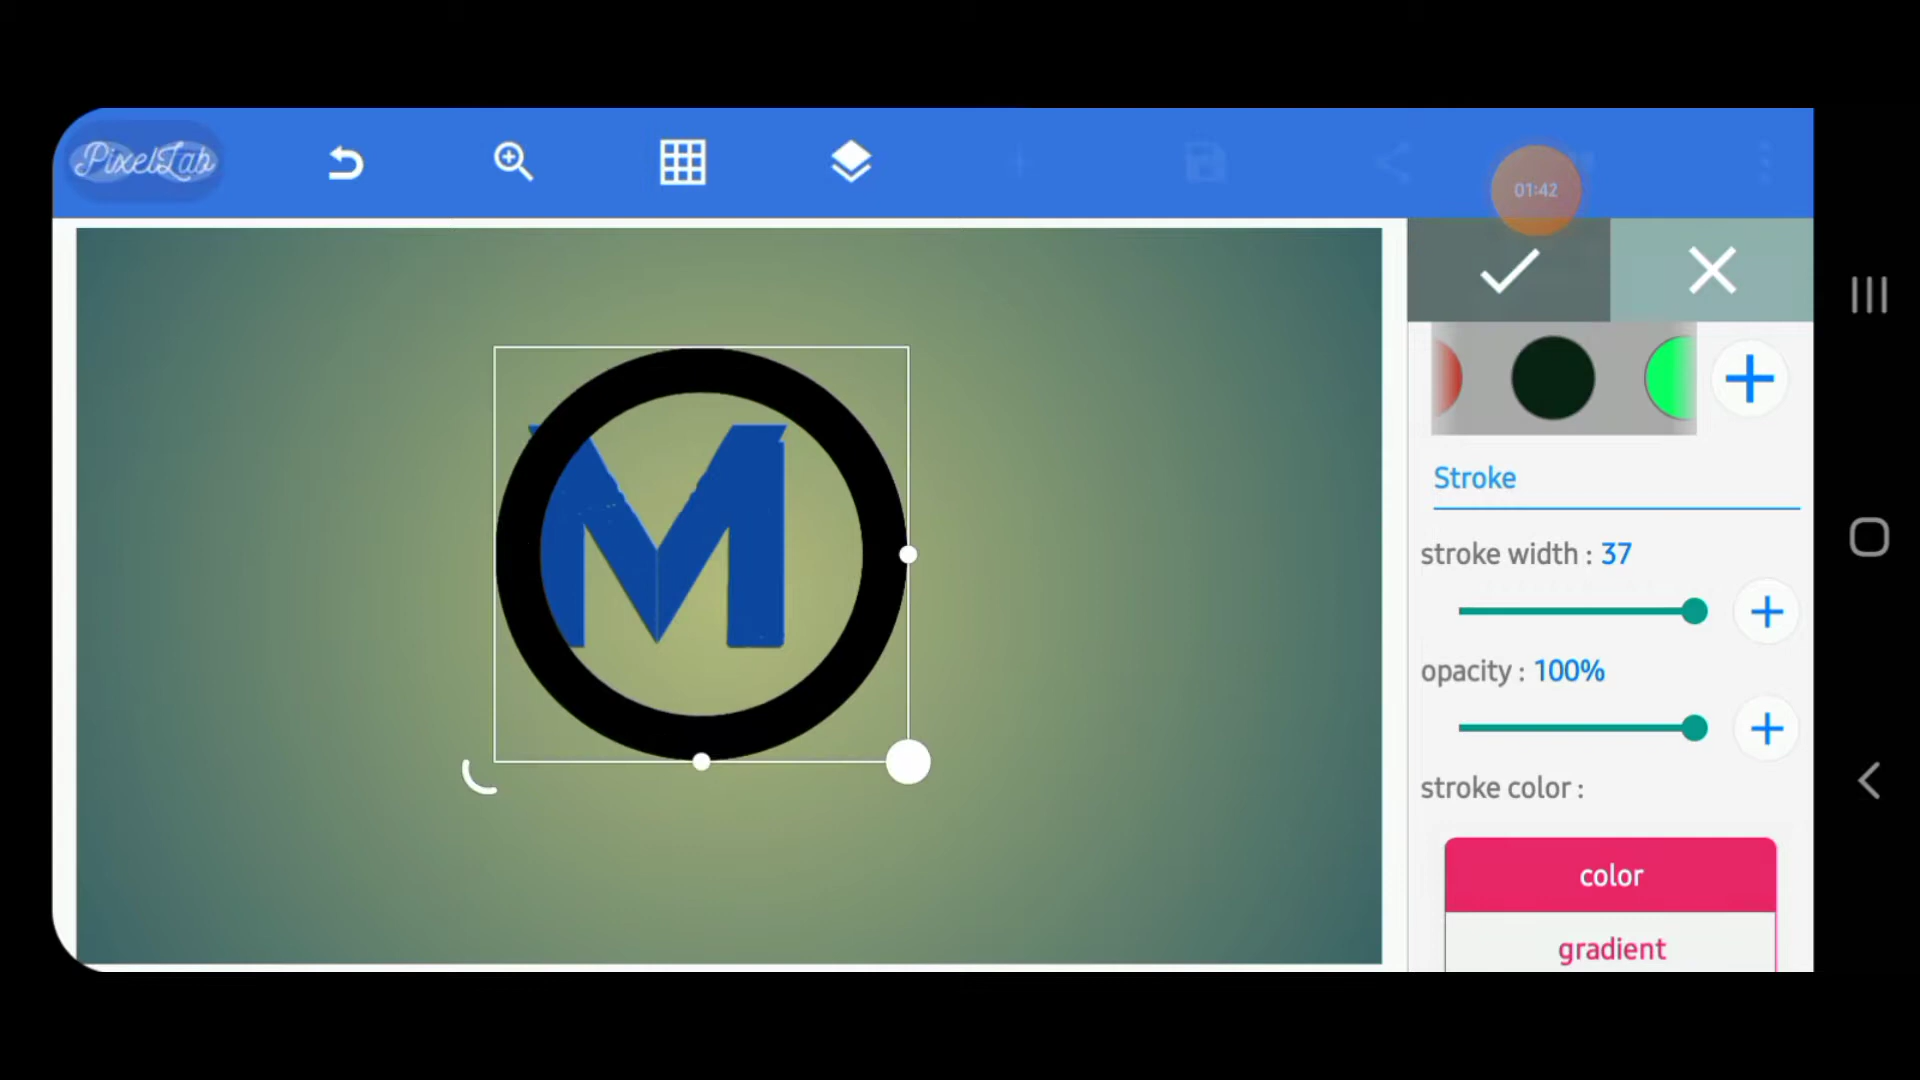 PixelLab
01:42
M
Stroke
stroke width : 37
opacity : 100%
stroke color :
color
gradient